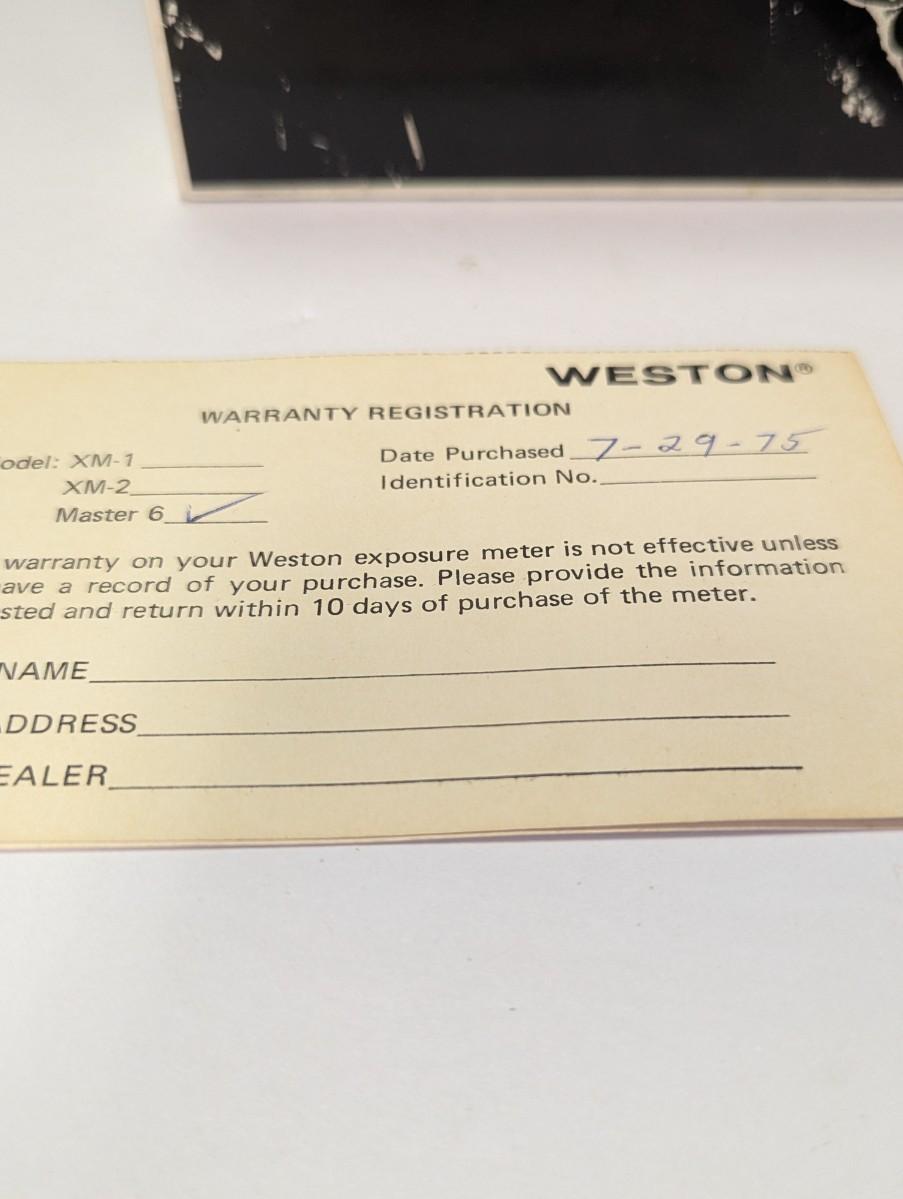 WESTON®
WARRANTY REGISTRATION
odel: XM-1
Date Purchased 7-29-75
XM-2
Identification No.
Master 6 ✓
warranty on your Weston exposure meter is not effective unless
ave a record of your purchase. Please provide the information
sted and return within 10 days of purchase of the meter.
NAME
ADDRESS
EALER